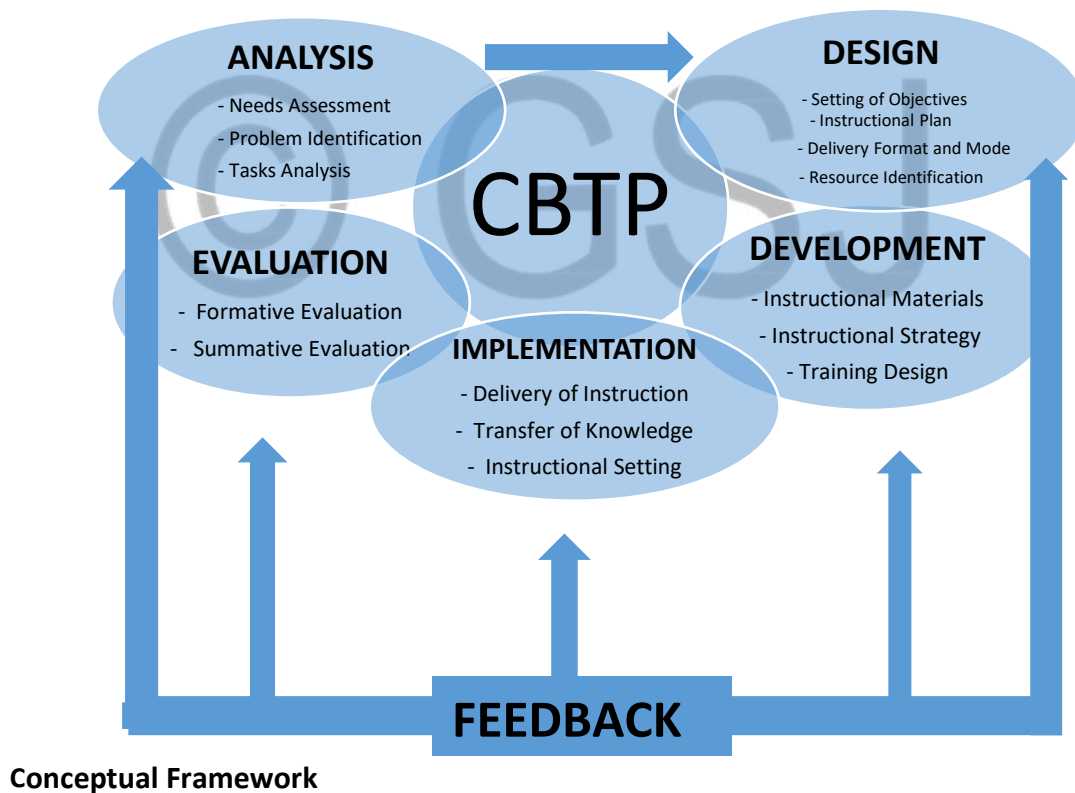 ANALYSIS
- Needs Assessment
- Problem Identification
- Tasks Analysis
DESIGN
- Setting of Objectives
- Instructional Plan
- Delivery Format and Mode
- Resource Identification
© GSJ
CBTP
EVALUATION
- Formative Evaluation
- Summative Evaluation
DEVELOPMENT
- Instructional Materials
- Instructional Strategy
- Training Design
IMPLEMENTATION
- Delivery of Instruction
- Transfer of Knowledge
- Instructional Setting
FEEDBACK
Conceptual Framework